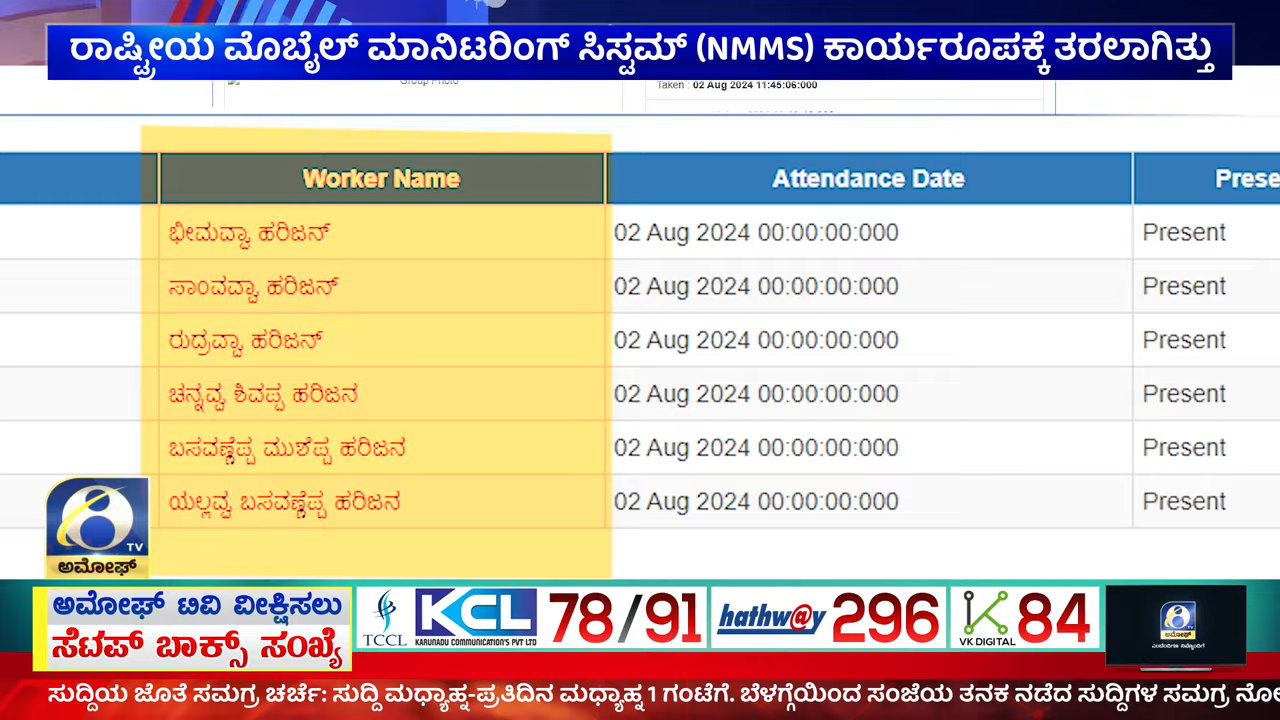 ರಾಷ್ಟ್ರೀಯ ಮೊಬೈಲ್ ಮಾನಿಟರಿಂಗ್ ಸಿಸ್ಟಮ್ (NMMS) ಕಾರ್ಯರೂಪಕ್ಕೆ ತರಲಾಗಿತ್ತು
Group Photo
Taken : 02 Aug 2024 11:45:06:000
Worker Name Attendance Date Prese
ಭೀಮವ್ವಾ ಹರಿಜನ್ 02 Aug 2024 00:00:00:000 Present
ಸಾಂವವ್ವಾ ಹರಿಜನ್ 02 Aug 2024 00:00:00:000 Present
ರುದ್ರವ್ವಾ ಹರಿಜನ್ 02 Aug 2024 00:00:00:000 Present
ಚನ್ನವ್ವ ಶಿವಪ್ಪ ಹರಿಜನ 02 Aug 2024 00:00:00:000 Present
ಬಸವಣ್ಣೆಪ್ಪ ಮುಶೆಪ್ಪ ಹರಿಜನ 02 Aug 2024 00:00:00:000 Present
ಯಲ್ಲವ್ವ ಬಸವಣ್ಣೆಪ್ಪ ಹರಿಜನ 02 Aug 2024 00:00:00:000 Present
TV
ಅಮೋಘ್
ಅಮೋಘ್ ಟಿವಿ ವೀಕ್ಷಿಸಲು
ಸೆಟಪ್ ಬಾಕ್ಸ್ ಸಂಖ್ಯೆ
TCCL
KCL
KARUNADU COMMUNICATION'S PVT LTD
78/91
hathw@y 296
VK DIGITAL
84
ಅಮೋಘ್
ಸುದ್ದಿಯ ಜೊತೆ ಸಮಗ್ರ ಚರ್ಚೆ: ಸುದ್ದಿ ಮಧ್ಯಾಹ್ನ-ಪ್ರತಿದಿನ ಮಧ್ಯಾಹ್ನ 1 ಗಂಟೆಗೆ. ಬೆಳಗ್ಗೆಯಿಂದ ಸಂಜೆಯ ತನಕ ನಡೆದ ಸುದ್ದಿಗಳ ಸಮಗ್ರ